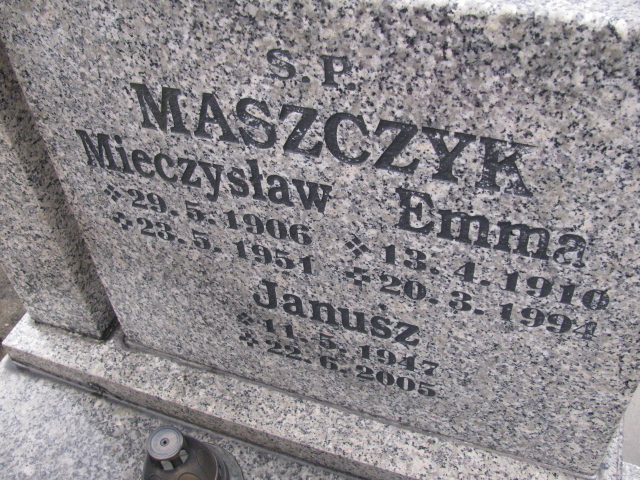 S.P.
MASZCZYK
Mieczysław Emma
29.5.1906 13.4.1910
23.5.1951 20.3.1994
Janusz
11.5.1947
22.6.2005